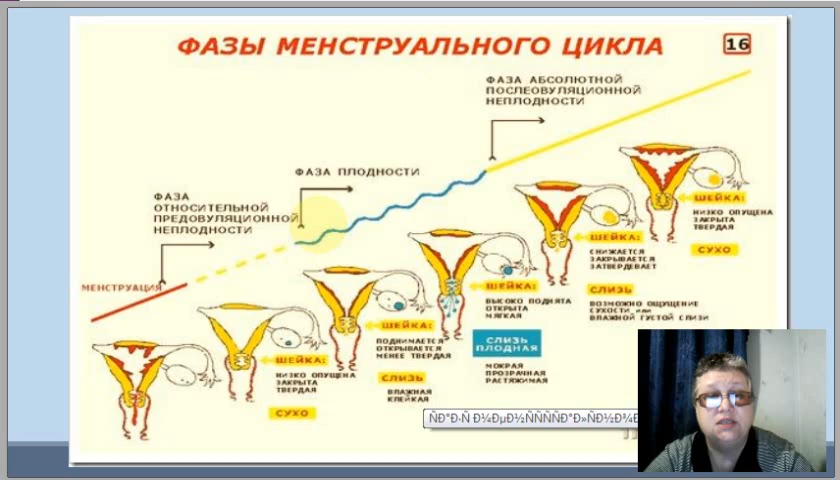 ФАЗЫ МЕНСТРУАЛЬНОГО ЦИКЛА
16
ФАЗА АБСОЛЮТНОЙ
ПОСЛЕОВУЛЯЦИОННОЙ
НЕПЛОДНОСТИ
ФАЗА ПЛОДНОСТИ
ФАЗА
ОТНОСИТЕЛЬНОЙ
ПРЕДОВУЛЯЦИОННОЙ
НЕПЛОДНОСТИ
МЕНСТРУАЦИЯ
ШЕЙКА:
НИЗКО ОПУЩЕНА
ЗАКРЫТА
ТВЕРДАЯ
СУХО
ШЕЙКА:
ПОДНИМАЕТСЯ
ОТКРЫВАЕТСЯ
МЕНЕЕ ТВЕРДАЯ
СЛИЗЬ
ВЛАЖНАЯ
КЛЕЙКАЯ
ШЕЙКА:
ВЫСОКО ПОДНЯТА
ОТКРЫТА
МЯГКАЯ
СЛИЗЬ
ПЛОДНАЯ
МОКРАЯ
ПРОЗРАЧНАЯ
РАСТЯЖИМАЯ
ШЕЙКА:
СНИЖАЕТСЯ
ЗАКРЫВАЕТСЯ
ЗАТВЕРДЕВАЕТ
СЛИЗЬ
ВОЗМОЖНО ОЩУЩЕНИЕ
СУХОСТИ или
ВЛАЖНОЙ ГУСТОЙ СЛИЗИ
ШЕЙКА:
НИЗКО ОПУЩЕНА
ЗАКРЫТА
ТВЕРДАЯ
СУХО